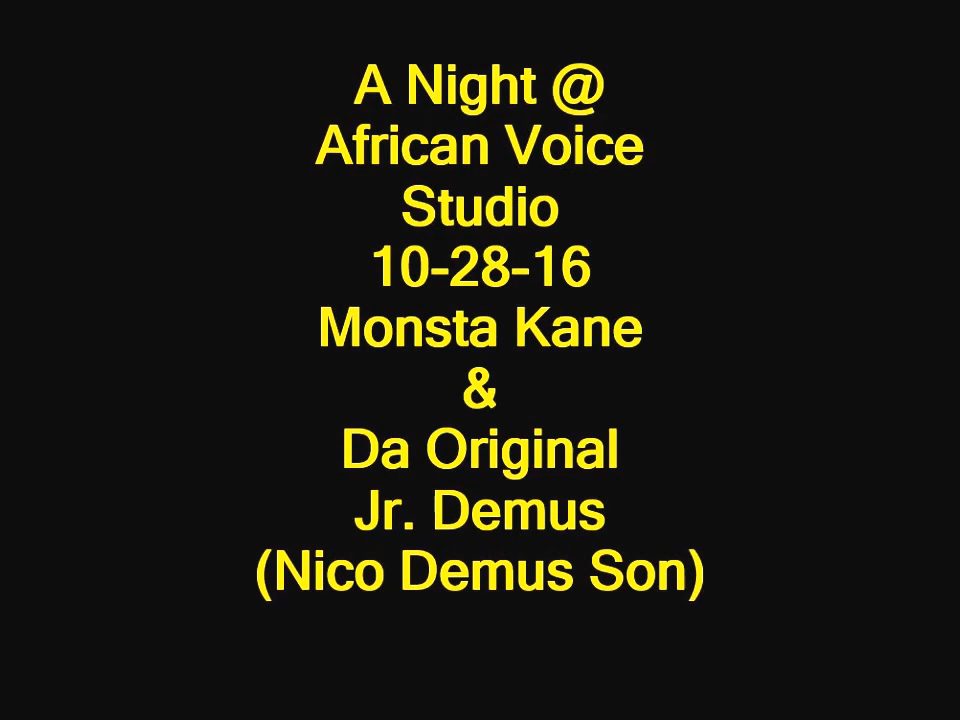 A Night @
African Voice
Studio
10-28-16
Monsta Kane
&
Da Original
Jr. Demus
(Nico Demus Son)